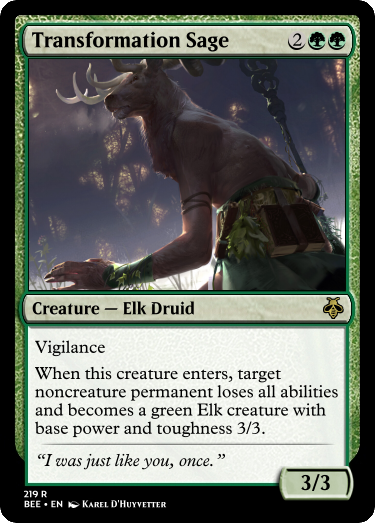 Transformation Sage 2
Creature — Elk Druid
Vigilance
When this creature enters, target
noncreature permanent loses all abilities
and becomes a green Elk creature with
base power and toughness 3/3.
“I was just like you, once.”
3/3
219 R
BEE • EN Karel D'Huyvetter